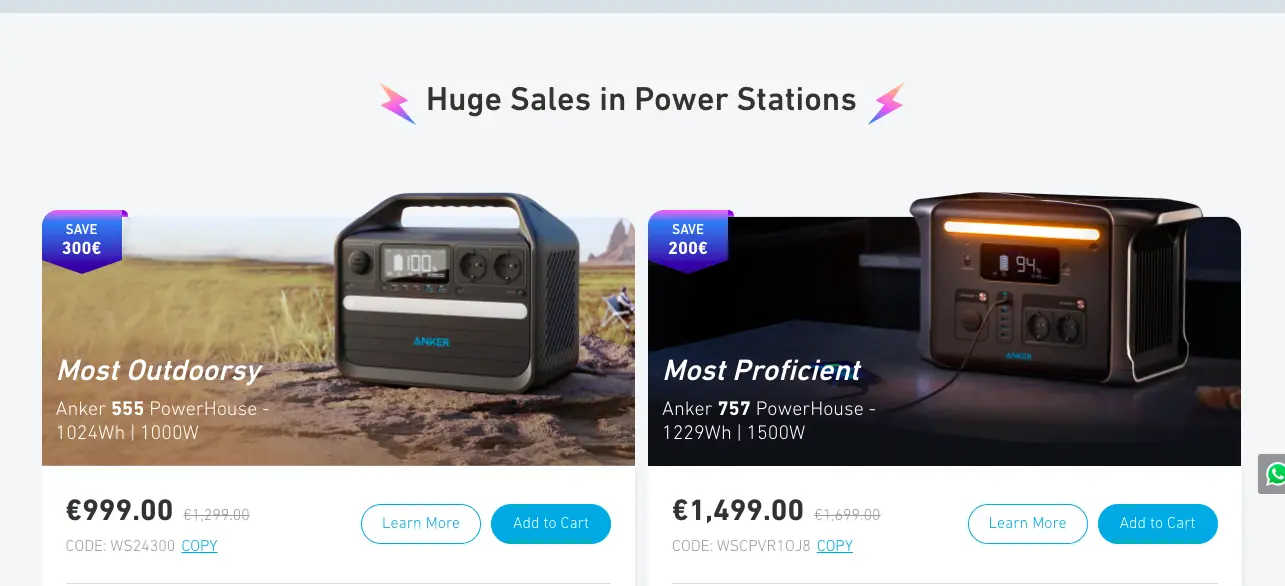 Huge Sales in Power Stations
SAVE
300€
100%
ANKER
Most Outdoorsy
Anker 555 PowerHouse -
1024Wh | 1000W
€999.00 €1,299.00
Learn More
Add to Cart
CODE: WS24300 COPY
SAVE
200€
94%
ANKER
Most Proficient
Anker 757 PowerHouse -
1229Wh | 1500W
€1,499.00 €1,699.00
Learn More
Add to Cart
CODE: WSCPVR1OJ8 COPY